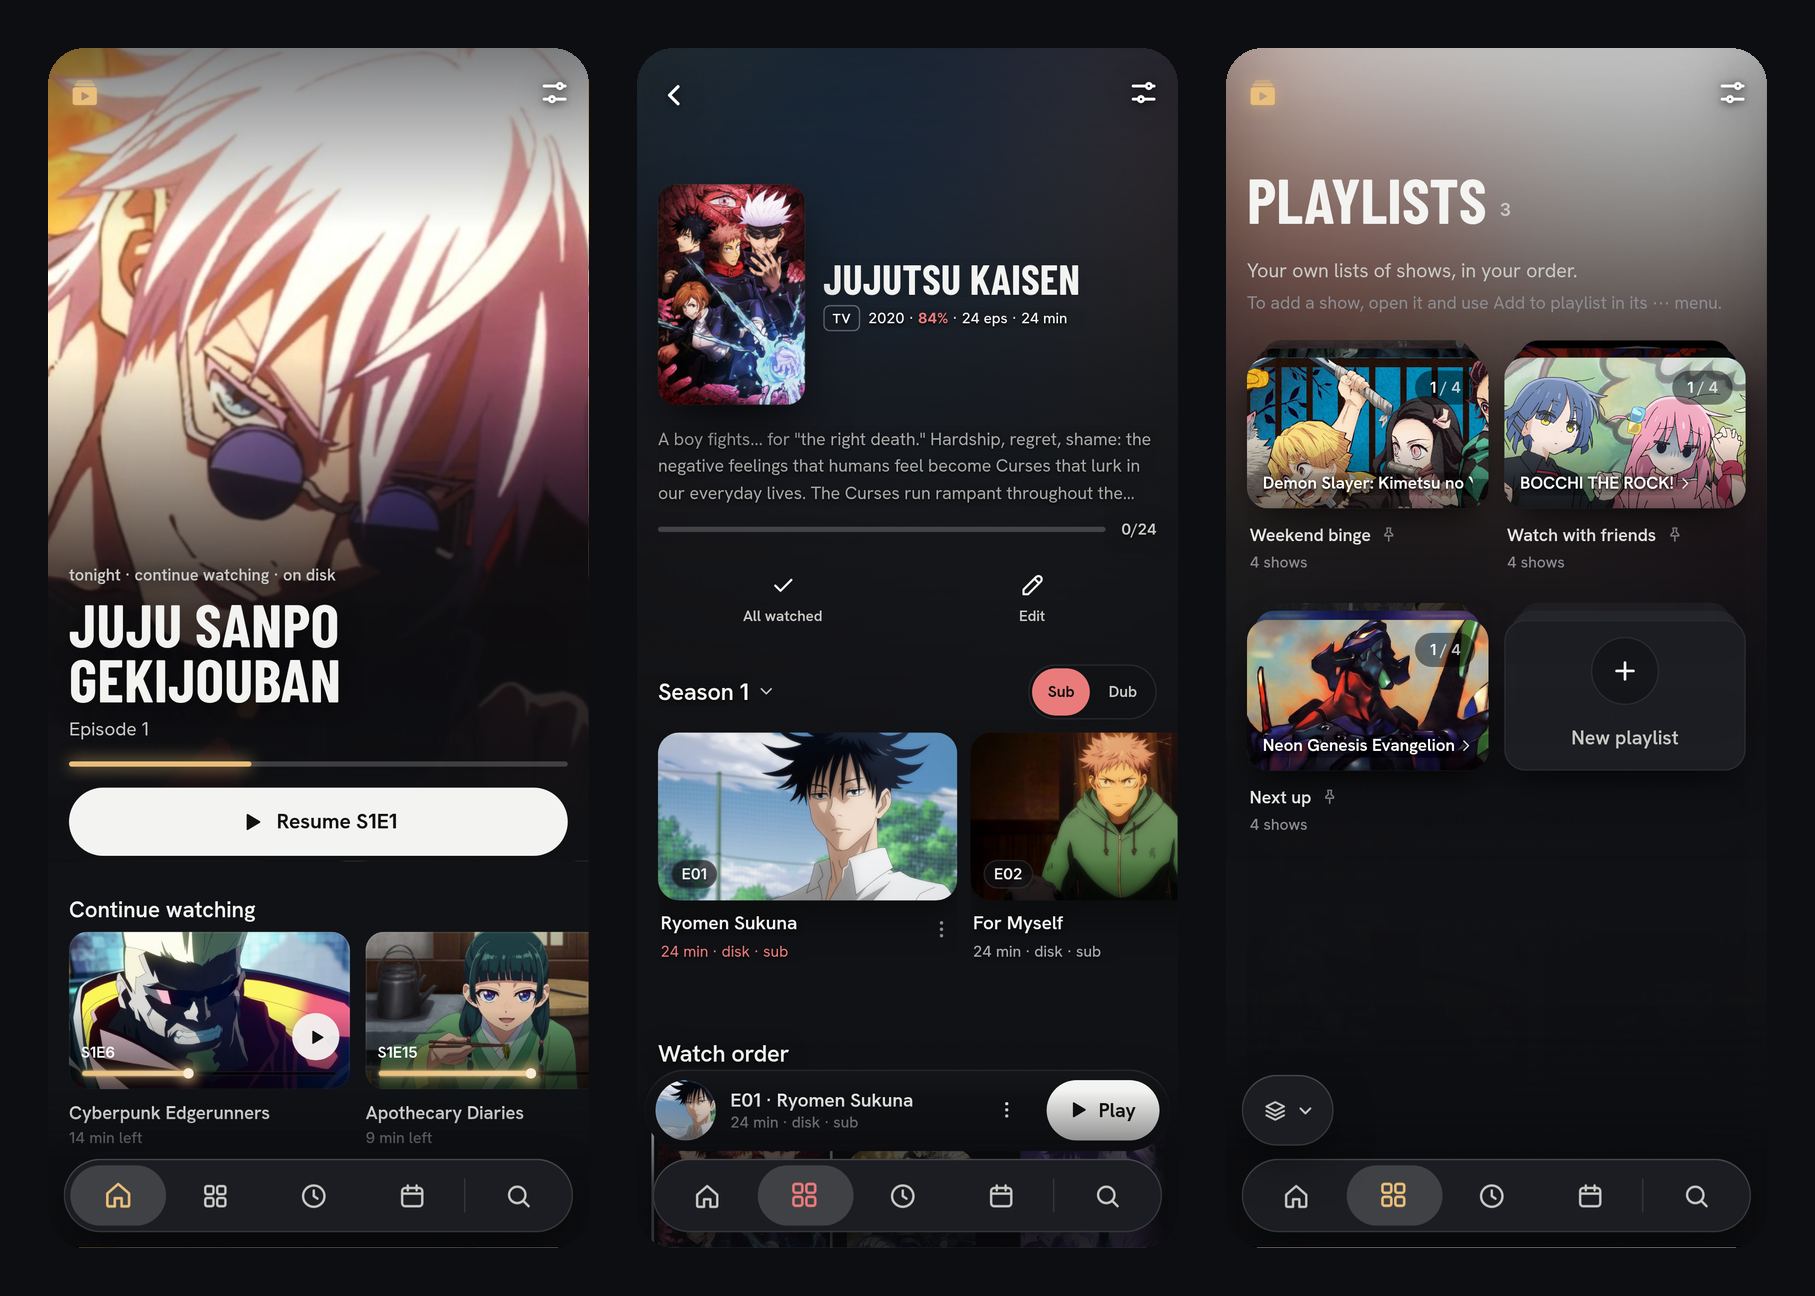 tonight · continue watching · on disk
JUJU SANPO
GEKIJOUBAN
Episode 1
Resume S1E1
Continue watching
S1E6
S1E15
Cyberpunk Edgerunners
14 min left
Apothecary Diaries
9 min left
JUJUTSU KAISEN
TV 2020 · 84% · 24 eps · 24 min
A boy fights... for "the right death." Hardship, regret, shame: the
negative feelings that humans feel become Curses that lurk in
our everyday lives. The Curses run rampant throughout the...
0/24
All watched
Edit
Season 1
Sub
Dub
E01
E02
Ryomen Sukuna
24 min · disk · sub
For Myself
24 min · disk · sub
Watch order
E01 · Ryomen Sukuna
24 min · disk · sub
Play
PLAYLISTS 3
Your own lists of shows, in your order.
To add a show, open it and use Add to playlist in its ··· menu.
1 / 4
Demon Slayer: Kimetsu no
1 / 4
BOCCHI THE ROCK!
Weekend binge
4 shows
Watch with friends
4 shows
1 / 4
Neon Genesis Evangelion
New playlist
Next up
4 shows